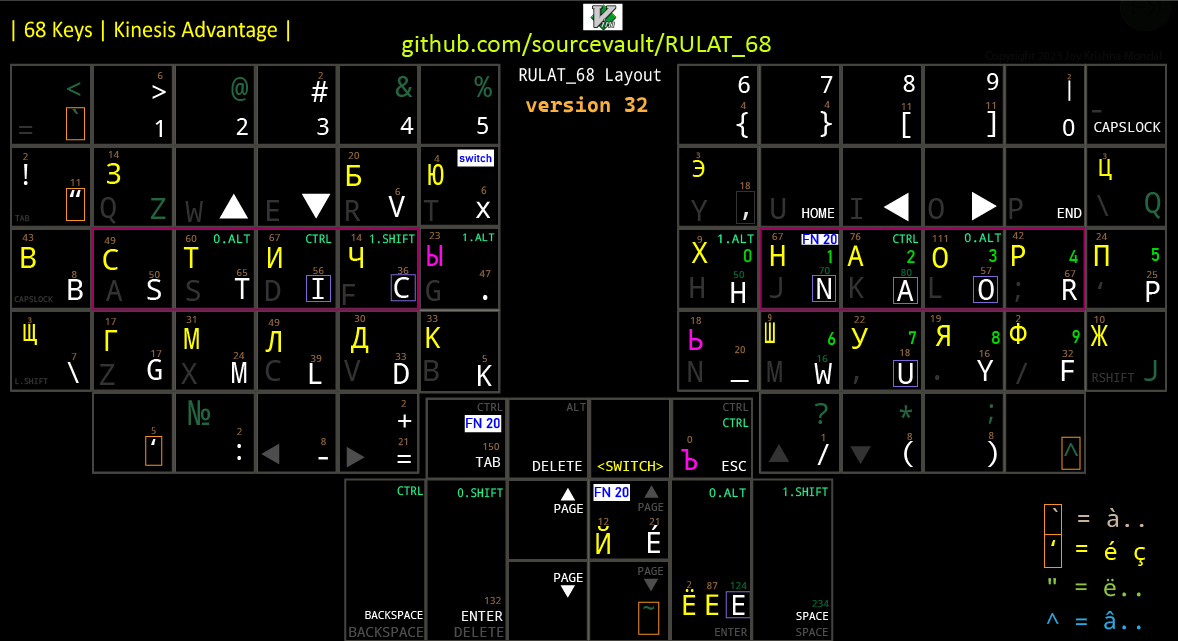 | 68 Keys | Kinesis Advantage |
github.com/sourcevault/RULAT_68
RULAT_68 Layout
version 32
= < `
6 > 1
@ 2
2 # 3
& 4
% 5
6 4 {
7 4 }
8 11 [
9 11 ]
2 | 0
_ CAPSLOCK
2 ! TAB 11 “
14 З Q Z
W ▲
E ▼
20 Б R 6 V
4 Ю switch T 6 x
Э Y 18 ,
U HOME
I ◀
O ▶
P END
3 Ц \ Q
43 В CAPSLOCK 8 B
49 С A 50 S
60 Т 0.ALT S 65 T
67 И CTRL D 56 I
14 Ч 1.SHIFT F 36 C
23 Ы 1.ALT G 47 .
9 Х 1.ALT 0 H 50 H
67 Н FN 20 1 J 70 N
76 А CTRL 2 K 80 A
111 О 0.ALT 3 L 57 O
42 Р 4 ; 67 R
24 П 5 ‘ 25 P
3 Щ L.SHIFT 7 \
17 Г Z 17 G
31 М X 24 M
49 Л C 39 L
30 Д V 33 D
33 К B 5 K
18 Ь N 20 _
9 Ш 6 M 16 W
22 У 7 , 18 U
19 Я 8 . 16 Y
2 Ф 9 / 32 F
10 Ж RSHIFT J
5 ‘
№ 2 :
◀ 8 -
2 + ▶ 21 =
CTRL FN 20 150 TAB
ALT DELETE
<SWITCH>
CTRL CTRL 0 Ъ ESC
? ▲ 1 /
* ▼ 8 (
; 8 )
^
CTRL BACKSPACE BACKSPACE
0.SHIFT 132 ENTER DELETE
▲ PAGE
FN 20 ▲ PAGE 12 Й 21 É
0.ALT 2 Ё 87 Е 124 E ENTER
1.SHIFT 234 SPACE SPACE
PAGE ▼
PAGE ▼ ~
` = à..
‘ = é ç
" = ë..
^ = â..